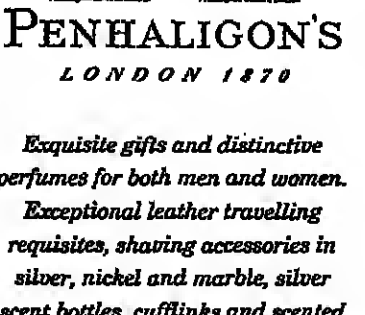 PENHALIGON'S
LONDON 1870
Exquisite gifts and distinctive
perfumes for both men and women.
Exceptional leather travelling
requisites, shaving accessories in
silver, nickel and marble, silver
scent bottles, cufflinks and scented